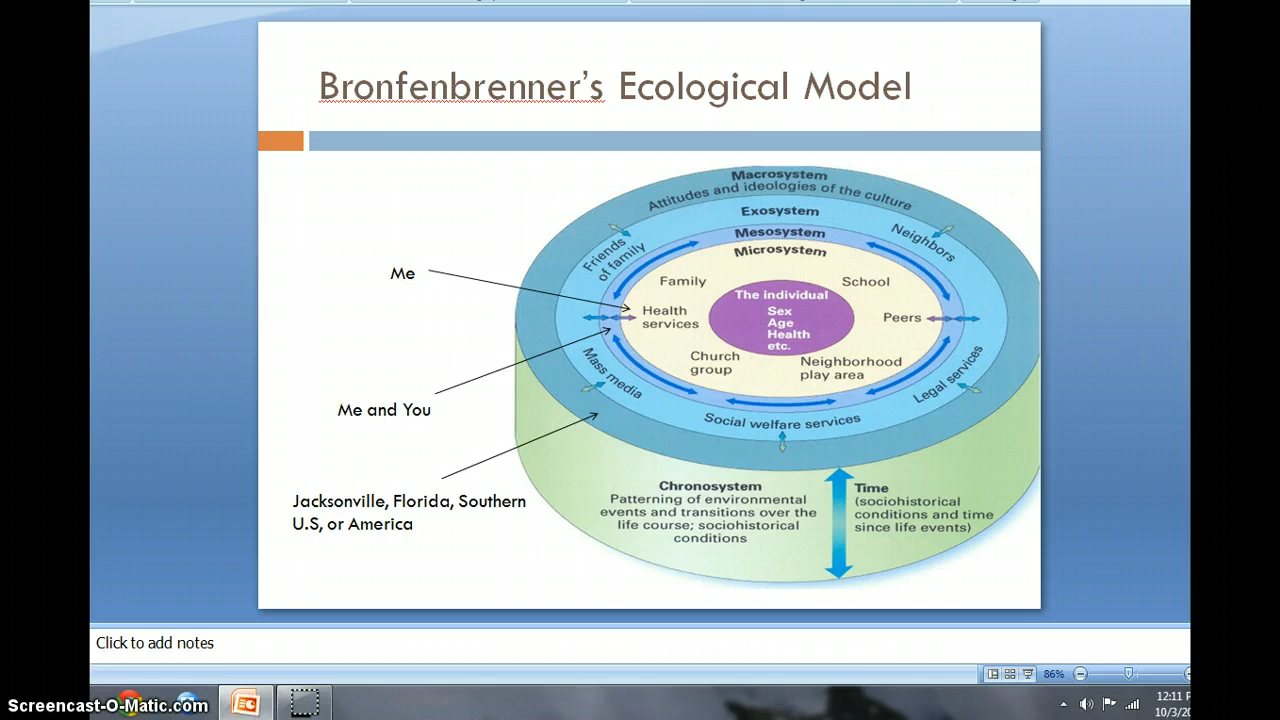 Bronfenbrenner's Ecological Model
Macrosystem
Attitudes and ideologies of the culture
Exosystem
Mesosystem
Microsystem
Friends
of family
Neighbors
Family
School
Me
The individual
Sex
Age
Health
etc.
Health
services
Peers
Church
group
Neighborhood
play area
Mass media
Legal services
Me and You
Social welfare services
Jacksonville, Florida, Southern
U.S, or America
Chronosystem
Patterning of environmental
events and transitions over the
life course; sociohistorical
conditions
Time
(sociohistorical
conditions and time
since life events)
Click to add notes
86%
Screencast-O-Matic.com
12:11 P
10/3/20